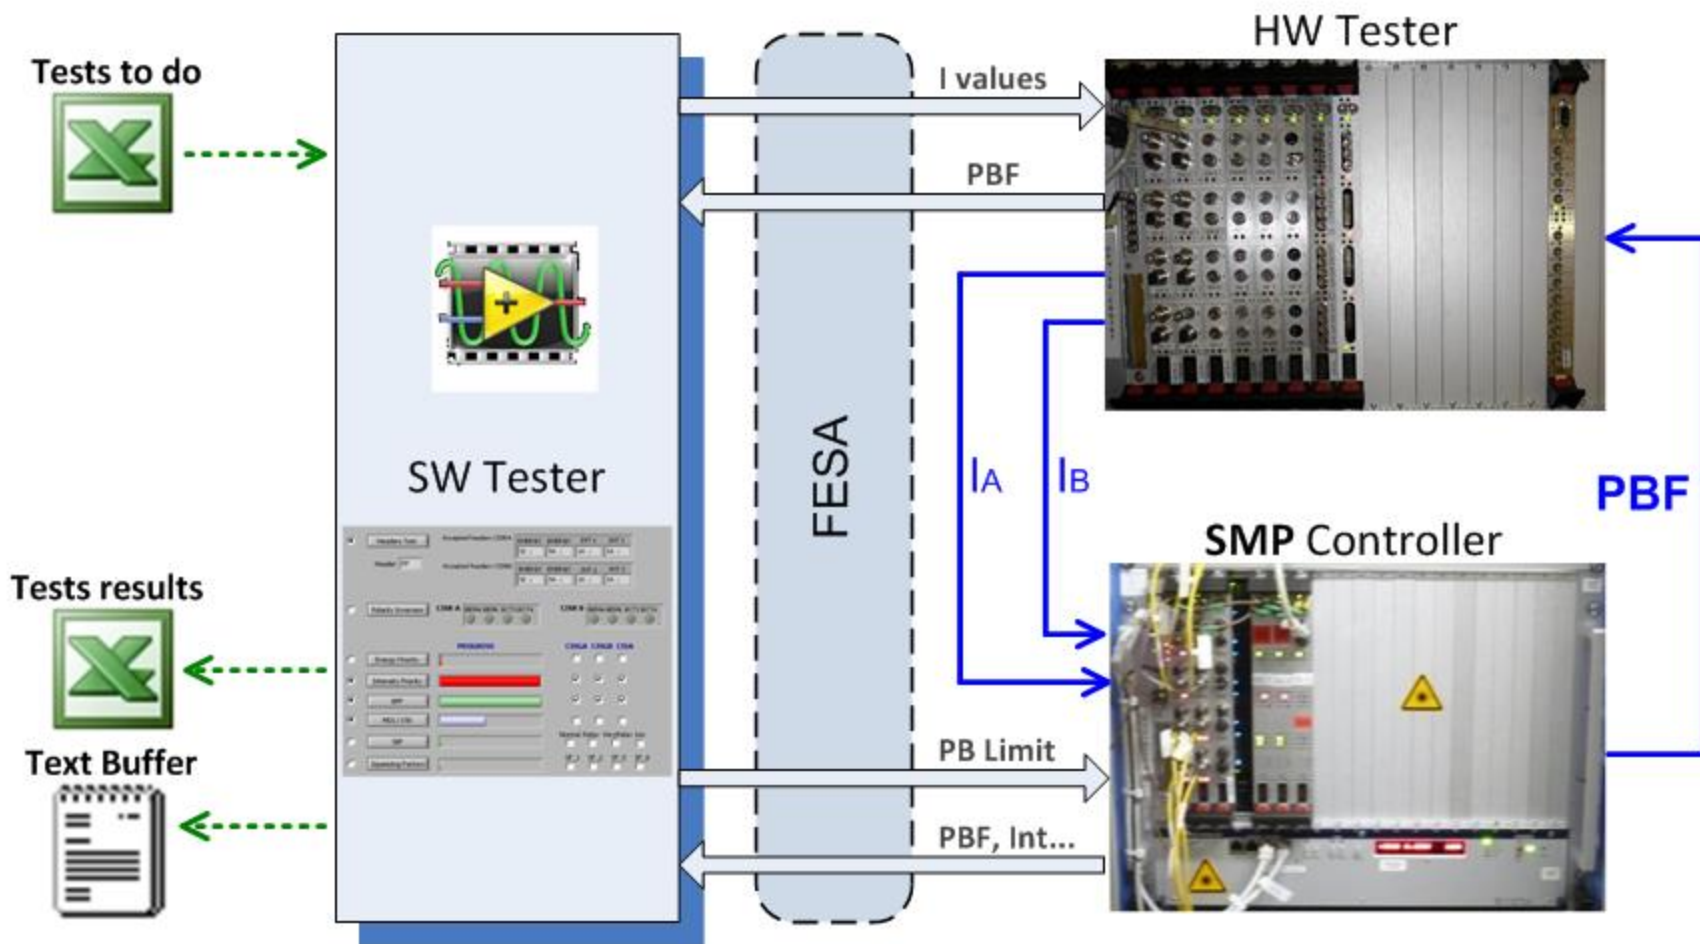 HW Tester
Tests to do
I values
PBF
SW Tester
FESA
IA
IB
PBF
SMP Controller
Tests results
PROGRESS
Text Buffer
PB Limit
PBF, Int...